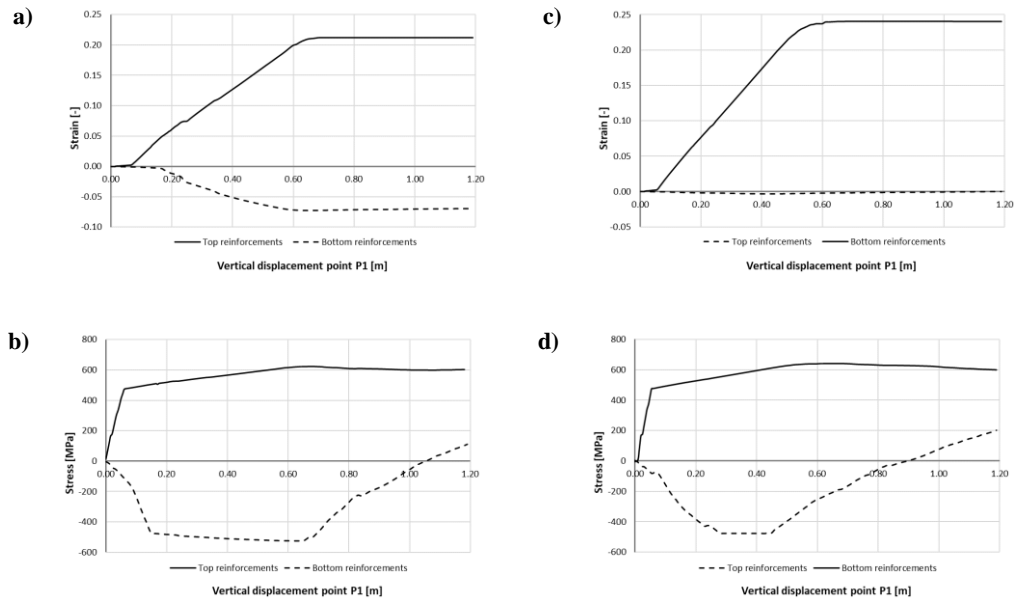 a)
0.25
0.20
0.15
0.10
0.05
0.00
-0.05
-0.10
Strain [-]
0.00 0.20 0.40 0.60 0.80 1.00 1.20
Top reinforcements Bottom reinforcements
Vertical displacement point P1 [m]
c)
0.25
0.20
0.15
0.10
0.05
0.00
-0.05
Strain [-]
0.00 0.20 0.40 0.60 0.80 1.00 1.20
Top reinforcements Bottom reinforcements
Vertical displacement point P1 [m]
b)
800
600
400
200
0
-200
-400
-600
Stress [MPa]
0.00 0.20 0.40 0.60 0.80 1.00 1.20
Top reinforcements Bottom reinforcements
Vertical displacement point P1 [m]
d)
800
600
400
200
0
-200
-400
-600
Stress [MPa]
0.00 0.20 0.40 0.60 0.80 1.00 1.20
Top reinforcements Bottom reinforcements
Vertical displacement point P1 [m]